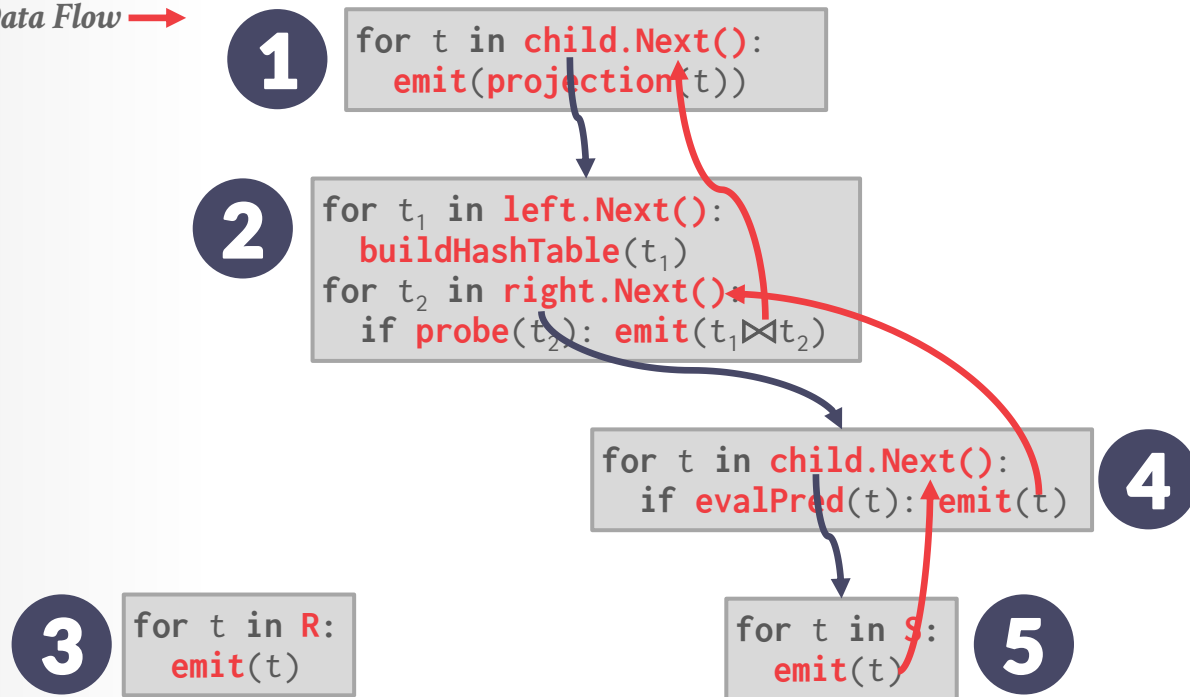 Data Flow
1
for t in child.Next():
emit(projection(t))
2
for t₁ in left.Next():
buildHashTable(t₁)
for t₂ in right.Next():
if probe(t₂): emit(t₁⋈t₂)
for t in child.Next():
if evalPred(t): emit(t)
4
3
for t in R:
emit(t)
for t in S:
emit(t)
5